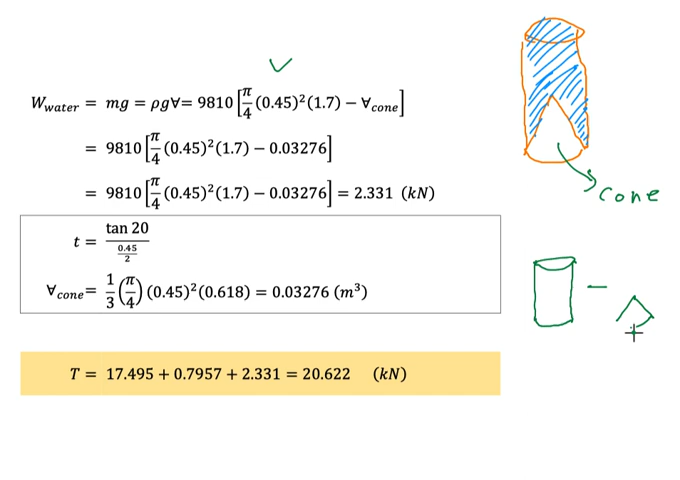 ✓
W_water = mg = ρg∀= 9810 [π/4 (0.45)²(1.7) − ∀_cone]
= 9810 [π/4 (0.45)²(1.7) − 0.03276]
= 9810 [π/4 (0.45)²(1.7) − 0.03276] = 2.331 (kN)
t = tan 20 / (0.45/2)
∀_cone = 1/3 (π/4) (0.45)²(0.618) = 0.03276 (m³)
T = 17.495 + 0.7957 + 2.331 = 20.622 (kN)
cone
−